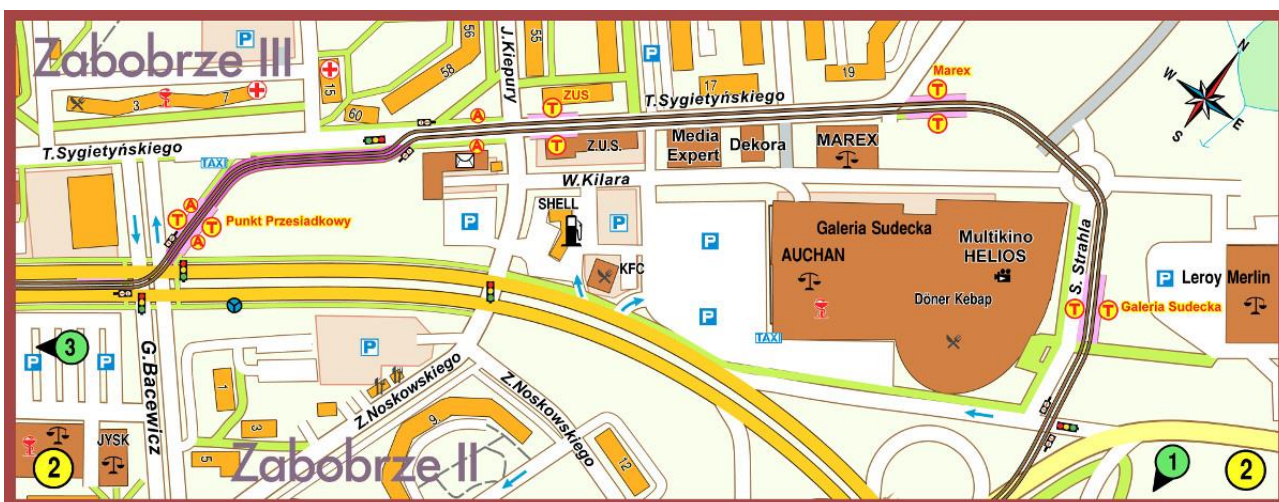 Zabobrze III
P
3
7
15
60
56
58
J.Kiepury
55
P
17
19
Marex
T
T
N
W
E
S
A
A
ZUS
T
T
T.Sygietyńskiego
T.Sygietyńskiego
TAXI
Z.U.S.
Media
Expert
Dekora
MAREX
W.Kilara
T
A
T
A
Punkt Przesiadkowy
P
SHELL
P
KFC
P
P
Galeria Sudecka
AUCHAN
Multikino
HELIOS
Döner Kebap
TAXI
S. Strahla
T
T
Galeria Sudecka
P
Leroy Merlin
P
3
P
G.Bacewicz
P
1
3
5
Z.Noskowskiego
Z.Noskowskiego
9
12
JYSK
2
Zabobrze II
1
2